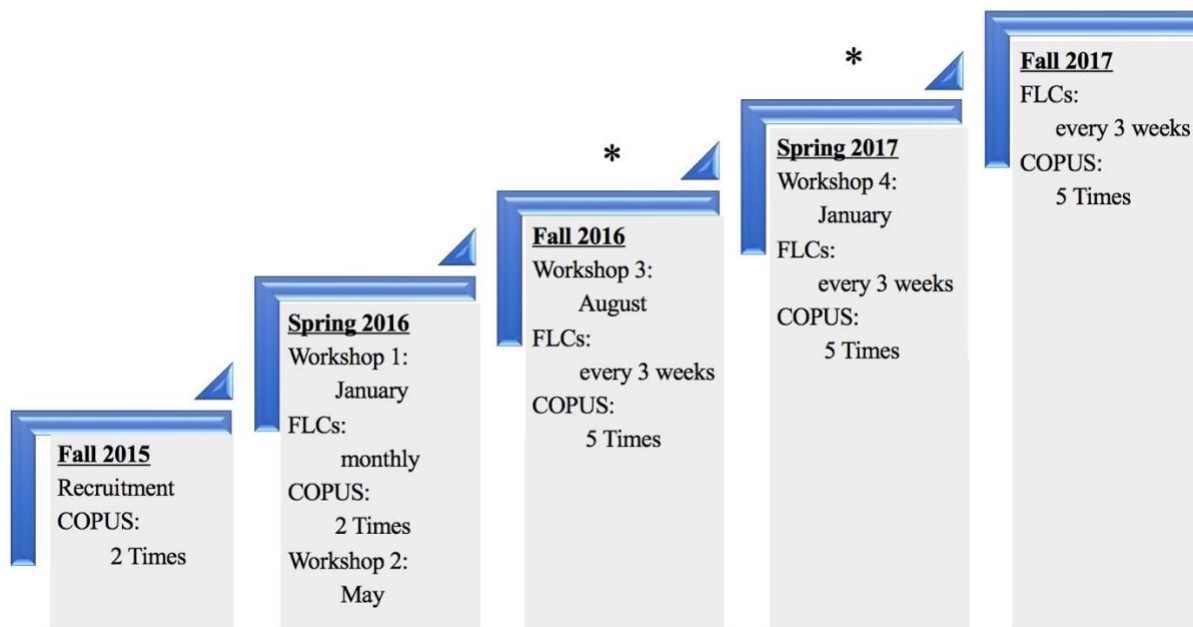 Fall 2015
Recruitment
COPUS:
2 Times
Spring 2016
Workshop 1:
January
FLCs:
monthly
COPUS:
2 Times
Workshop 2:
May
*
Fall 2016
Workshop 3:
August
FLCs:
every 3 weeks
COPUS:
5 Times
*
Spring 2017
Workshop 4:
January
FLCs:
every 3 weeks
COPUS:
5 Times
Fall 2017
FLCs:
every 3 weeks
COPUS:
5 Times